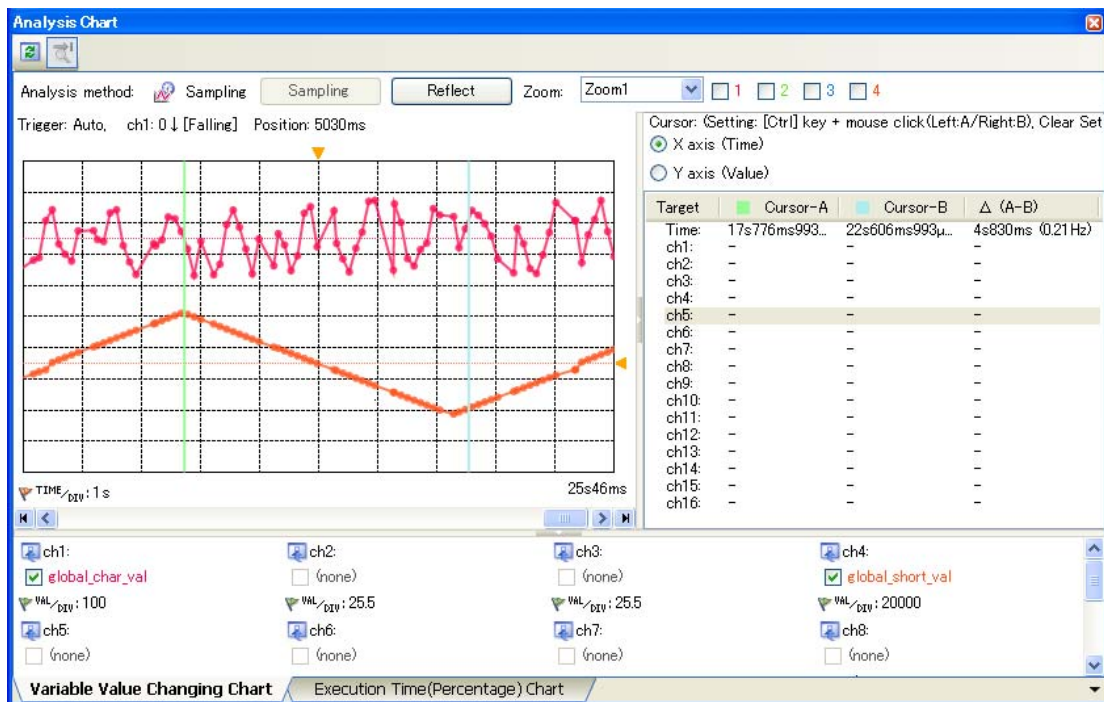 Analysis Chart
Analysis method: Sampling Sampling Reflect Zoom: Zoom1 1 2 3 4
Trigger: Auto, ch1: 0↓ [Falling] Position: 5030ms
Cursor: (Setting: [Ctrl] key + mouse click(Left:A/Right:B), Clear Set
X axis (Time)
Y axis (Value)
Target Cursor-A Cursor-B Δ (A-B)
Time: 17s776ms993... 22s606ms993μ... 4s830ms (0.21Hz)
ch1: - - -
ch2: - - -
ch3: - - -
ch4: - - -
ch5: - - -
ch6: - - -
ch7: - - -
ch8: - - -
ch9: - - -
ch10: - - -
ch11: - - -
ch12: - - -
ch13: - - -
ch14: - - -
ch15: - - -
ch16: - - -
TIME/DIV: 1 s 25s46ms
ch1: ch2: ch3: ch4:
global_char_val (none) (none) global_short_val
VAL/DIV: 100 VAL/DIV: 25.5 VAL/DIV: 25.5 VAL/DIV: 20000
ch5: ch6: ch7: ch8:
(none) (none) (none) (none)
Variable Value Changing Chart Execution Time(Percentage) Chart